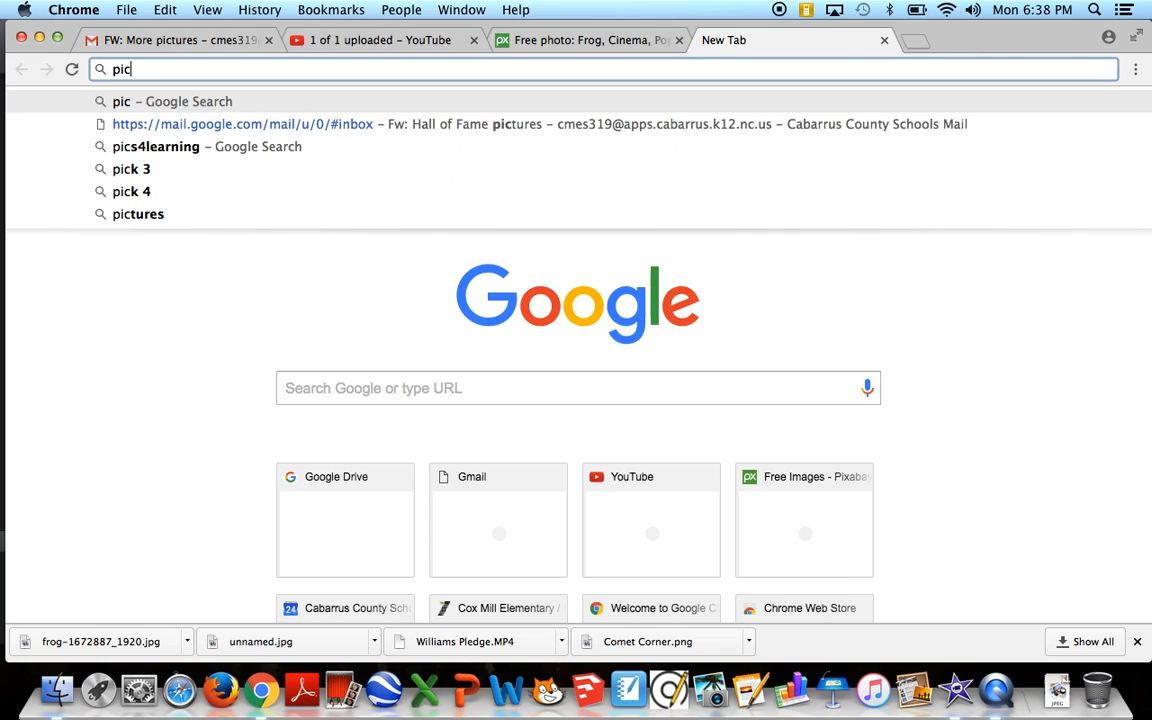 Chrome File Edit View History Bookmarks People Window Help Mon 6:38 PM
FW: More pictures – cmes319 1 of 1 uploaded – YouTube Free photo: Frog, Cinema, Po New Tab
pic
pic – Google Search
https://mail.google.com/mail/u/0/#inbox – Fw: Hall of Fame pictures – cmes319@apps.cabarrus.k12.nc.us – Cabarrus County Schools Mail
pics4learning – Google Search
pick 3
pick 4
pictures
Google
Search Google or type URL
Google Drive Gmail YouTube Free Images - Pixabay
24 Cabarrus County Sch Cox Mill Elementary / Welcome to Google C Chrome Web Store
frog-1672887_1920.jpg unnamed.jpg Williams Pledge.MP4 Comet Corner.png Show All
JPEG